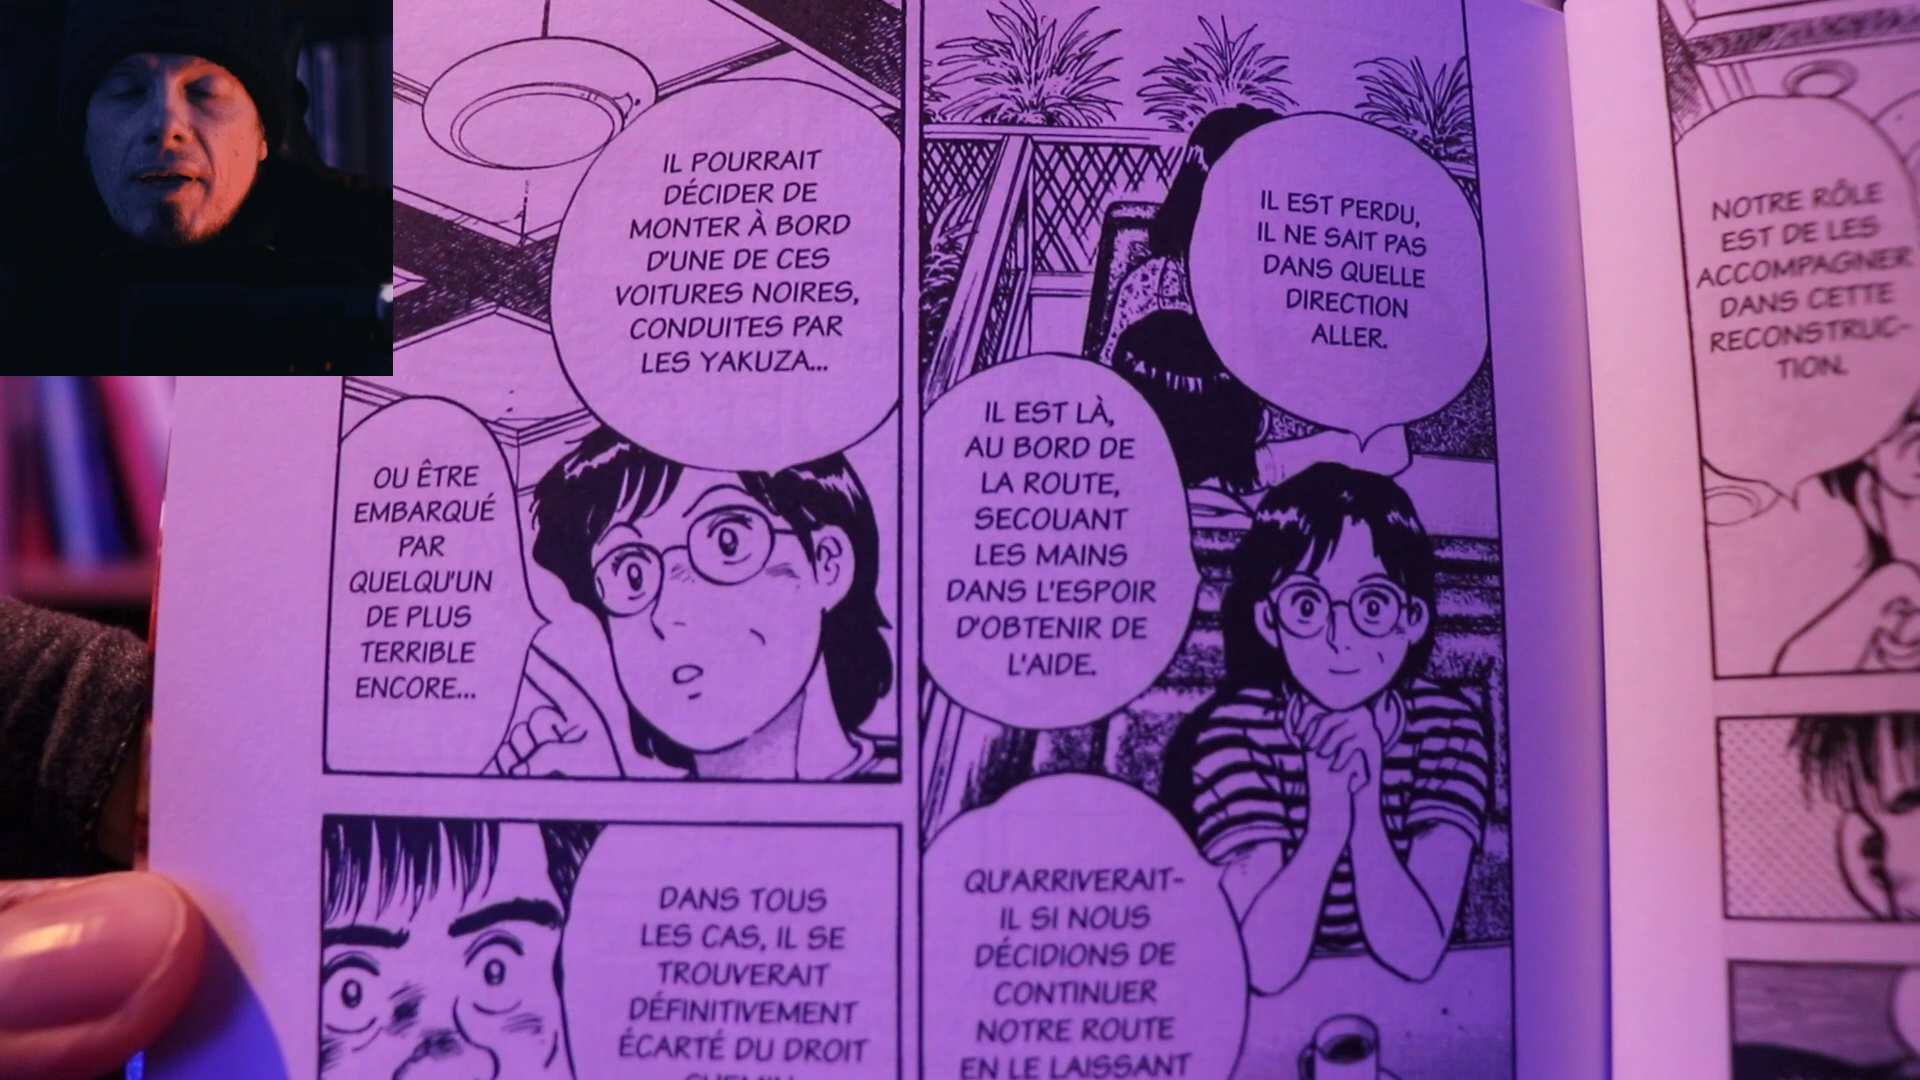 NOTRE RÔLE
EST DE LES
ACCOMPAGNER
DANS CETTE
RECONSTRUC-
TION.
IL EST PERDU,
IL NE SAIT PAS
DANS QUELLE
DIRECTION
ALLER.
IL EST LÀ,
AU BORD DE
LA ROUTE,
SECOUANT
LES MAINS
DANS L'ESPOIR
D'OBTENIR DE
L'AIDE.
QU'ARRIVERAIT-
IL SI NOUS
DÉCIDIONS DE
CONTINUER
NOTRE ROUTE
EN LE LAISSANT
IL POURRAIT
DÉCIDER DE
MONTER À BORD
D'UNE DE CES
VOITURES NOIRES,
CONDUITES PAR
LES YAKUZA...
OU ÊTRE
EMBARQUÉ
PAR
QUELQU'UN
DE PLUS
TERRIBLE
ENCORE...
DANS TOUS
LES CAS, IL SE
TROUVERAIT
DÉFINITIVEMENT
ÉCARTÉ DU DROIT